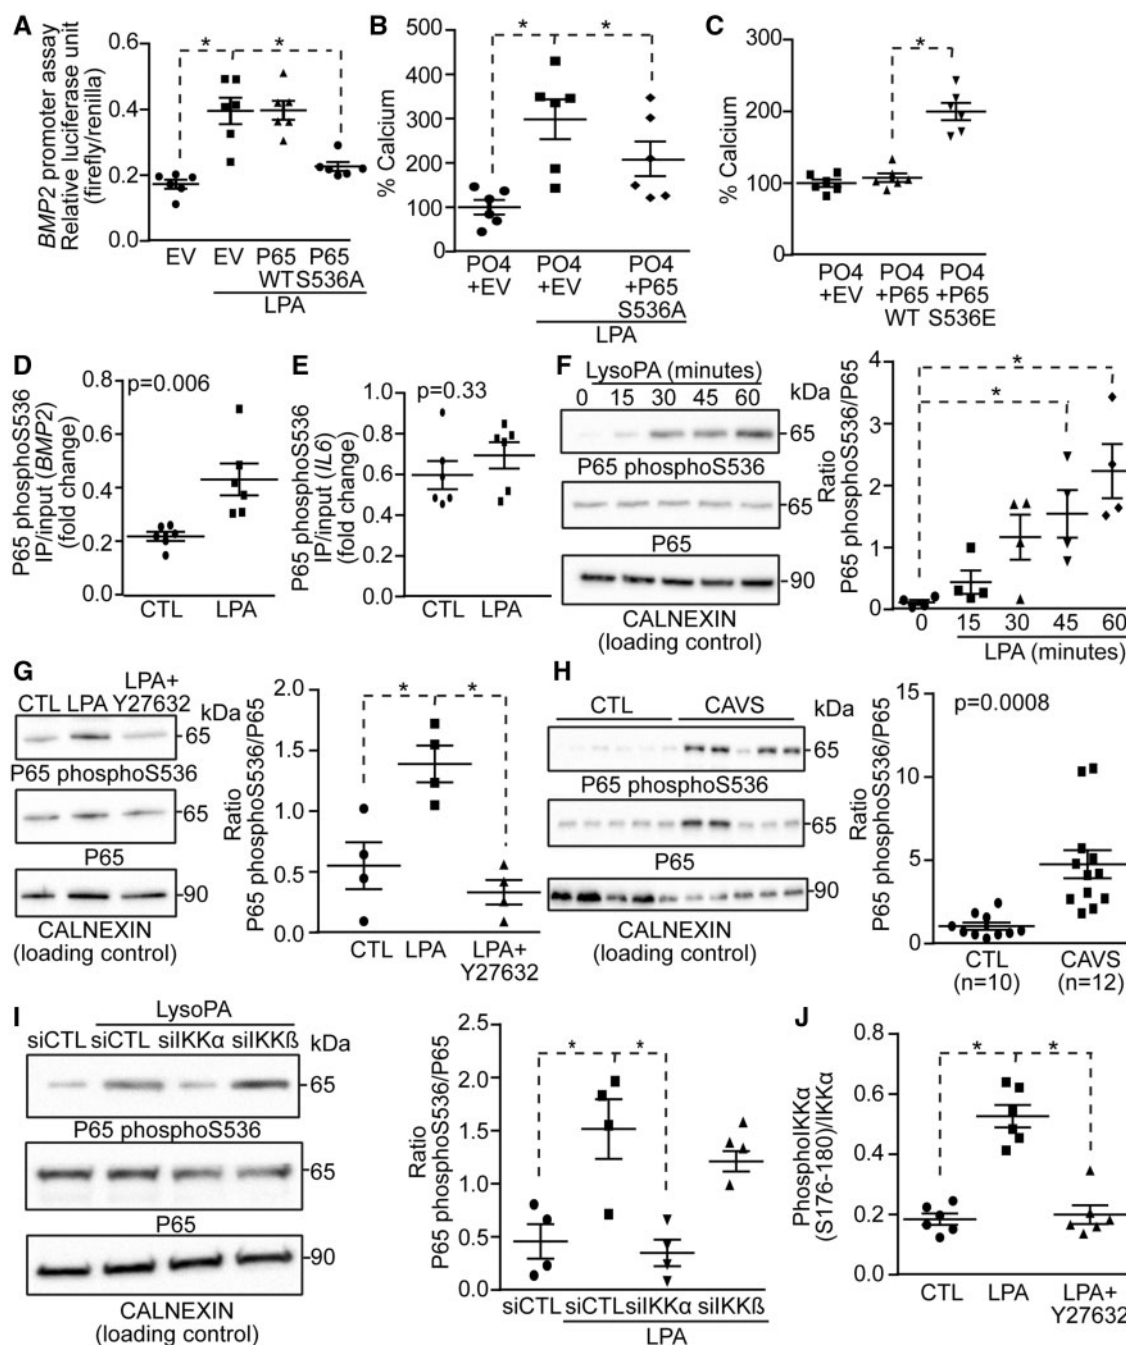 A
BMP2 promoter assay
Relative luciferase unit
(firefly/renilla)
0.6
0.4
0.2
0.0
*
*
EV
EV
P65
WT
P65
S536A
LPA
B
% Calcium
500
400
300
200
100
0
*
*
PO4
+EV
PO4
+EV
PO4
+P65
S536A
LPA
C
% Calcium
300
200
100
0
*
PO4
+EV
PO4
+P65
WT
PO4
+P65
S536E
D
P65 phosphoS536
IP/input (BMP2)
(fold change)
0.8
0.6
0.4
0.2
0.0
p=0.006
CTL
LPA
E
P65 phosphoS536
IP/input (IL6)
(fold change)
1.0
0.8
0.6
0.4
0.2
0.0
p=0.33
CTL
LPA
F
LysoPA (minutes)
0 15 30 45 60
kDa
65
P65 phosphoS536
65
P65
90
CALNEXIN
(loading control)
Ratio
P65 phosphoS536/P65
4
3
2
1
0
*
*
0 15 30 45 60
LPA (minutes)
G
CTL LPA LPA+
Y27632
kDa
65
P65 phosphoS536
65
P65
90
CALNEXIN
(loading control)
Ratio
P65 phosphoS536/P65
2.0
1.5
1.0
0.5
0.0
*
*
CTL LPA LPA+
Y27632
H
CTL CAVS
kDa
65
P65 phosphoS536
65
P65
90
CALNEXIN
(loading control)
Ratio
P65 phosphoS536/P65
15
10
5
0
p=0.0008
CTL
(n=10)
CAVS
(n=12)
I
LysoPA
siCTL siCTL siIKKα siIKKß
kDa
65
P65 phosphoS536
65
P65
90
CALNEXIN
(loading control)
Ratio
P65 phosphoS536/P65
2.5
2.0
1.5
1.0
0.5
0.0
*
*
siCTL siCTL siIKKα siIKKß
LPA
J
PhosphoIKKα
(S176-180)/IKKα
0.8
0.6
0.4
0.2
0.0
*
*
CTL LPA LPA+
Y27632